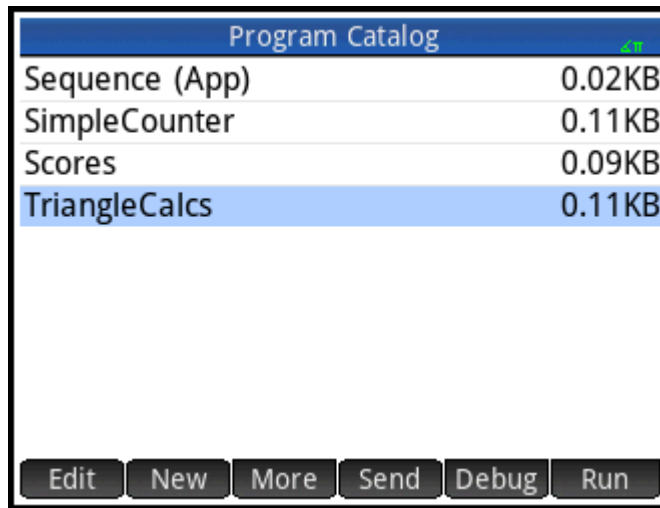 Program Catalog
∡π
Sequence (App) 0.02KB
SimpleCounter 0.11KB
Scores 0.09KB
TriangleCalcs 0.11KB
Edit New More Send Debug Run